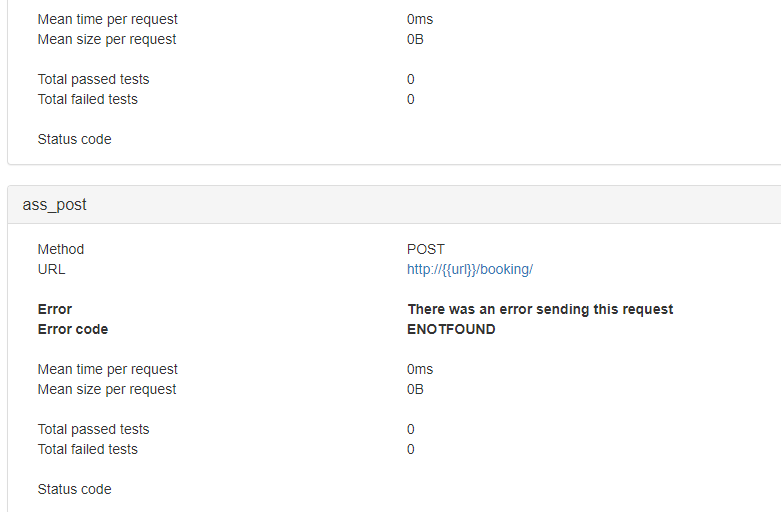 Mean time per request 0ms
Mean size per request 0B
Total passed tests 0
Total failed tests 0
Status code
ass_post
Method POST
URL http://{{url}}/booking/
Error There was an error sending this request
Error code ENOTFOUND
Mean time per request 0ms
Mean size per request 0B
Total passed tests 0
Total failed tests 0
Status code